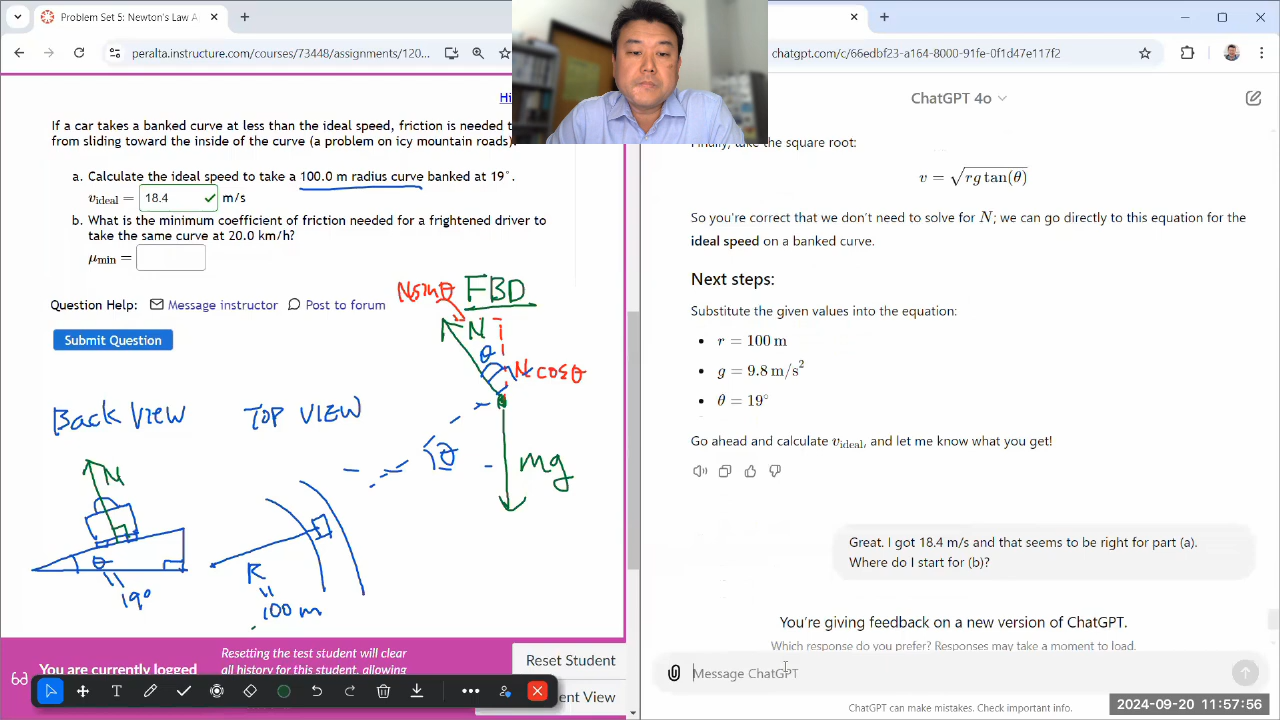 Problem Set 5: Newton's Law A
peralta.instructure.com/courses/73448/assignments/120...
chatgpt.com/c/66edbf23-a164-8000-91fe-0f1d47e117f2
ChatGPT 4o
Hi
If a car takes a banked curve at less than the ideal speed, friction is needed t
from sliding toward the inside of the curve (a problem on icy mountain roads).
a. Calculate the ideal speed to take a 100.0 m radius curve banked at 19°.
v_ideal = 18.4 m/s
b. What is the minimum coefficient of friction needed for a frightened driver to
take the same curve at 20.0 km/h?
μ_min =
Question Help: Message instructor Post to forum
Submit Question
FBD
N sinθ
N
θ
N cosθ
θ
mg
Back VIEW
TOP VIEW
N
θ
19°
R
100 m
Finally, take the square root:
v = √rg tan(θ)
So you're correct that we don't need to solve for N; we can go directly to this equation for the
ideal speed on a banked curve.
Next steps:
Substitute the given values into the equation:
• r = 100 m
• g = 9.8 m/s²
• θ = 19°
Go ahead and calculate v_ideal, and let me know what you get!
Great. I got 18.4 m/s and that seems to be right for part (a).
Where do I start for (b)?
You're giving feedback on a new version of ChatGPT.
Which response do you prefer? Responses may take a moment to load.
Message ChatGPT
ChatGPT can make mistakes. Check important info.
You are currently logged
Resetting the test student will clear
all history for this student, allowing
Reset Student
ent View
2024-09-20 11:57:56